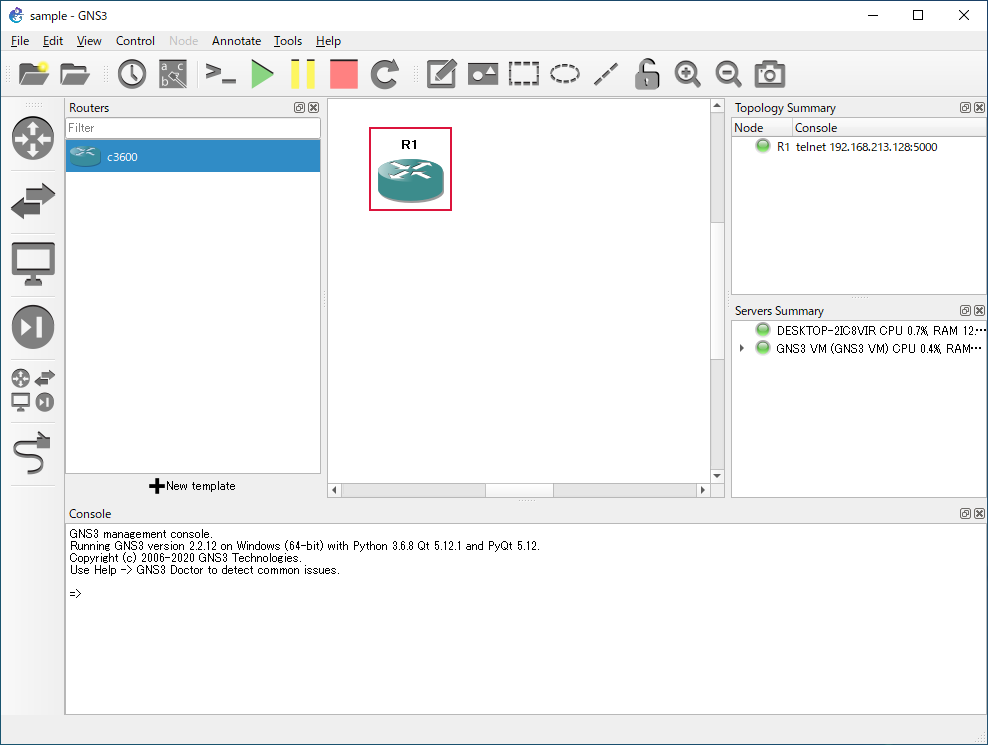 sample - GNS3
File Edit View Control Node Annotate Tools Help
Routers
Filter
c3600
New template
R1
Topology Summary
Node Console
R1 telnet 192.168.213.128:5000
Servers Summary
DESKTOP-2IC8VIR CPU 0.7%, RAM 12.…
GNS3 VM (GNS3 VM) CPU 0.4%, RAM…
Console
GNS3 management console.
Running GNS3 version 2.2.12 on Windows (64-bit) with Python 3.6.8 Qt 5.12.1 and PyQt 5.12.
Copyright (c) 2006-2020 GNS3 Technologies.
Use Help -> GNS3 Doctor to detect common issues.
=>